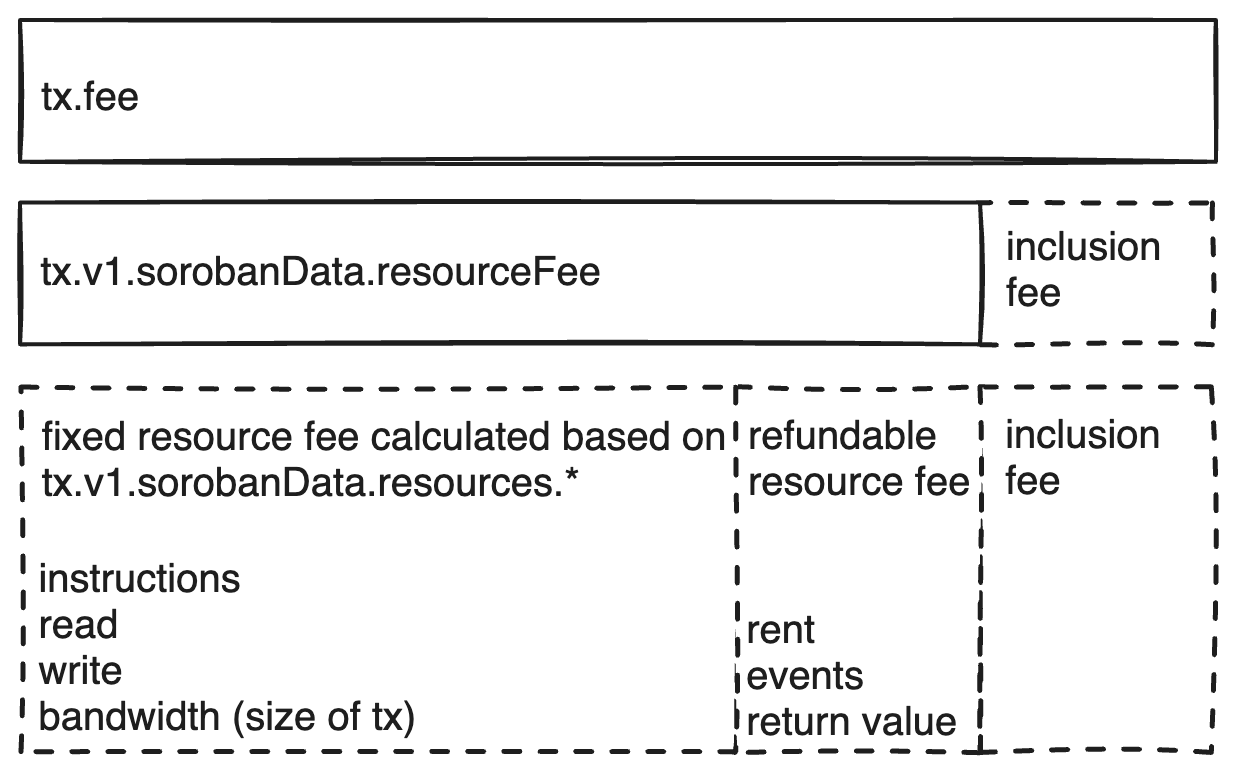 tx.fee
tx.v1.sorobanData.resourceFee
inclusion
fee
fixed resource fee calculated based on
tx.v1.sorobanData.resources.*
instructions
read
write
bandwidth (size of tx)
refundable
resource fee
rent
events
return value
inclusion
fee